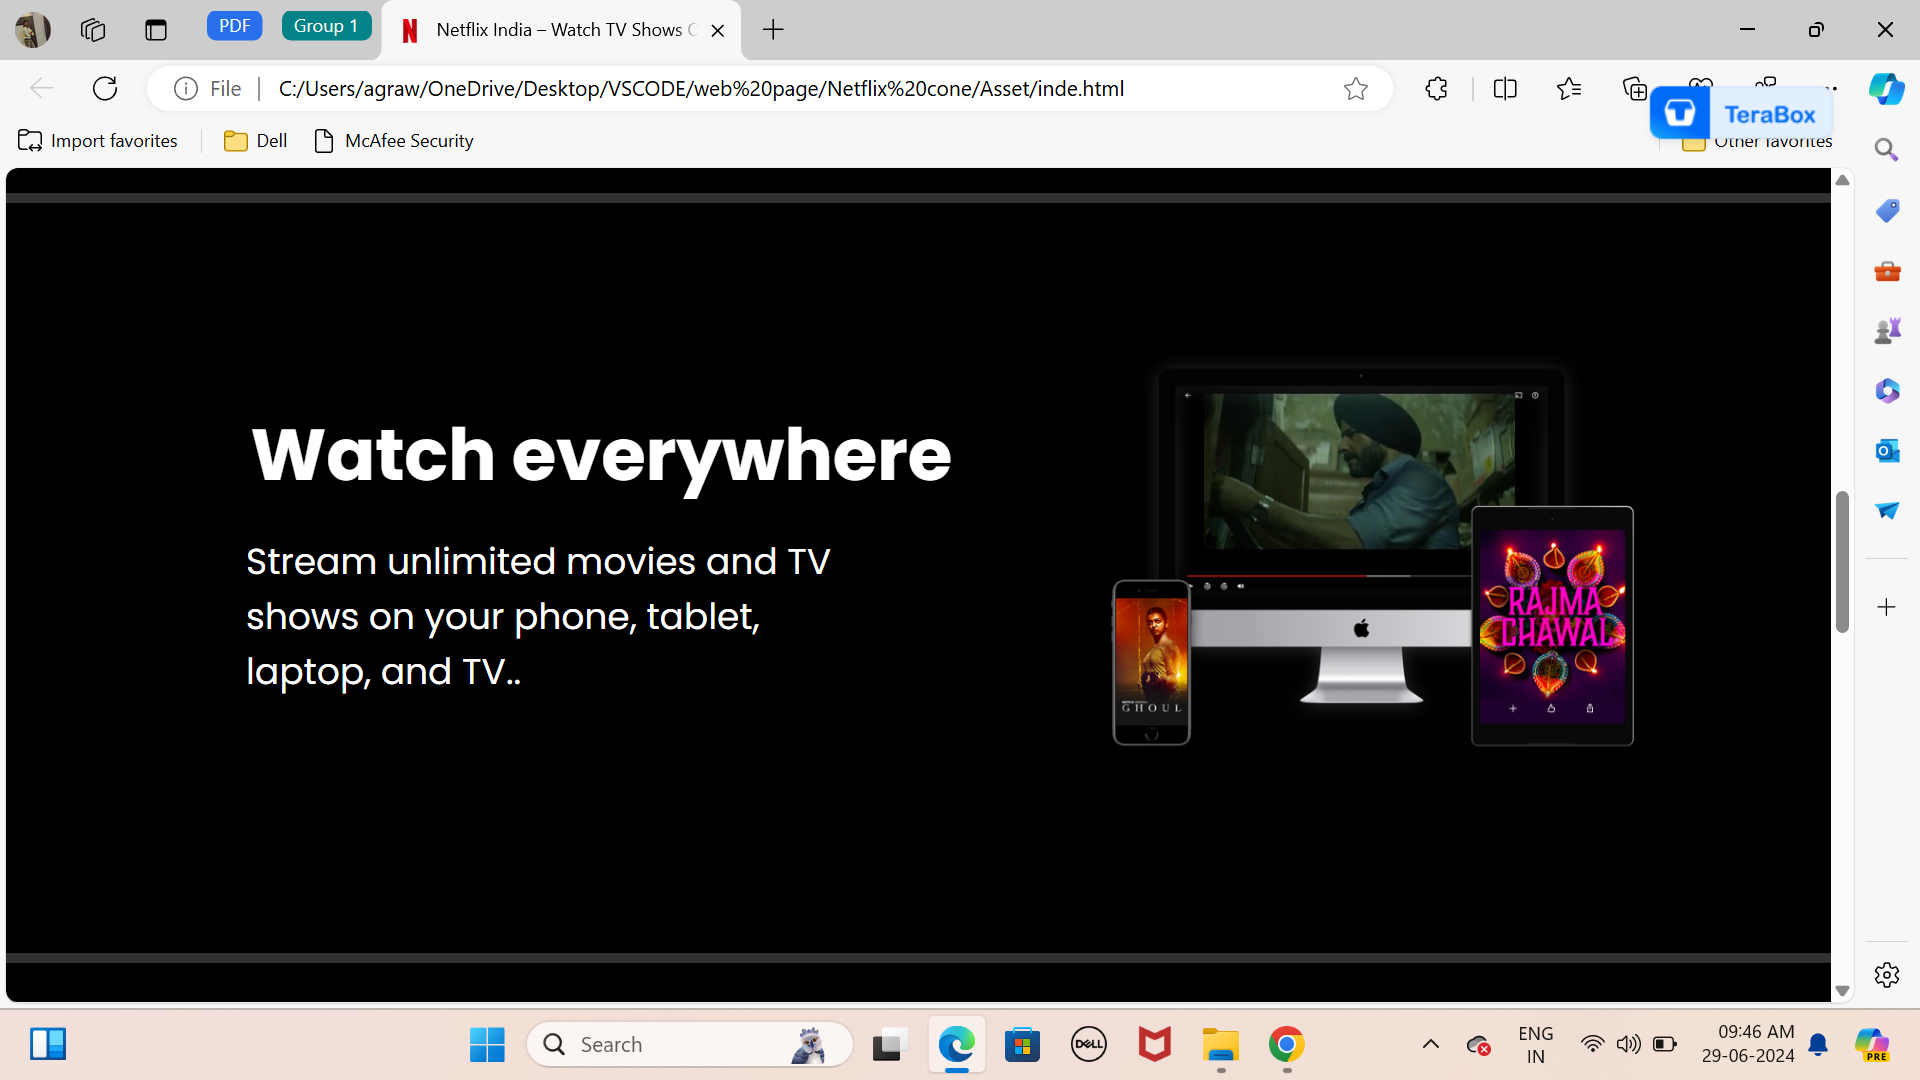 PDF
Group 1
Netflix India – Watch TV Shows
File
C:/Users/agraw/OneDrive/Desktop/VSCODE/web%20page/Netflix%20cone/Asset/inde.html
TeraBox
Import favorites
Dell
McAfee Security
Other favorites
Watch everywhere
Stream unlimited movies and TV
shows on your phone, tablet,
laptop, and TV..
RAJMA
CHAWAL
GHOUL
Search
DELL
ENG
IN
09:46 AM
29-06-2024
PRE